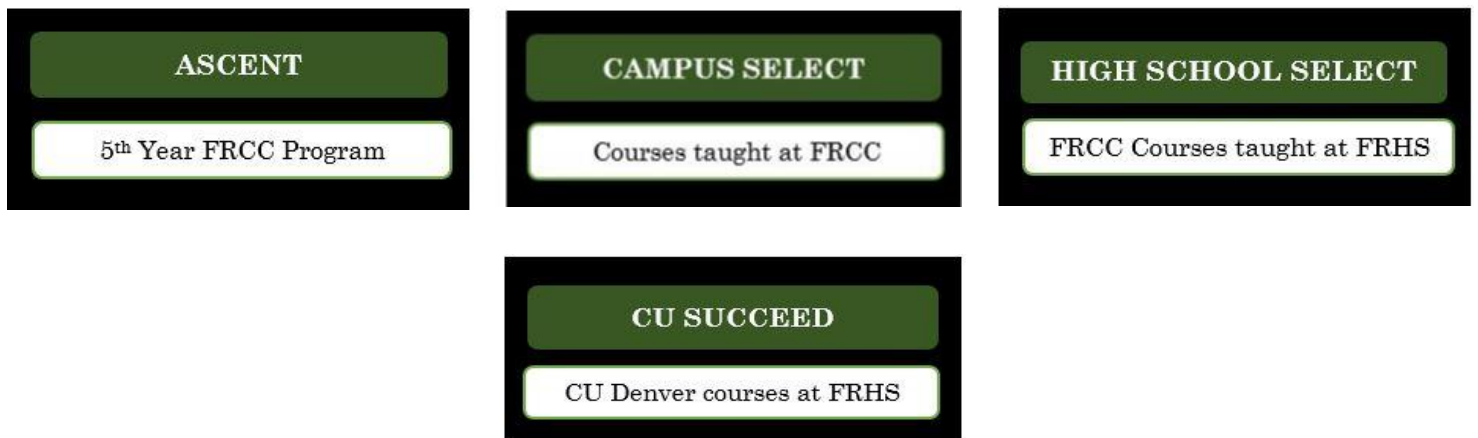 ASCENT
5th Year FRCC Program
CAMPUS SELECT
Courses taught at FRCC
HIGH SCHOOL SELECT
FRCC Courses taught at FRHS
CU SUCCEED
CU Denver courses at FRHS